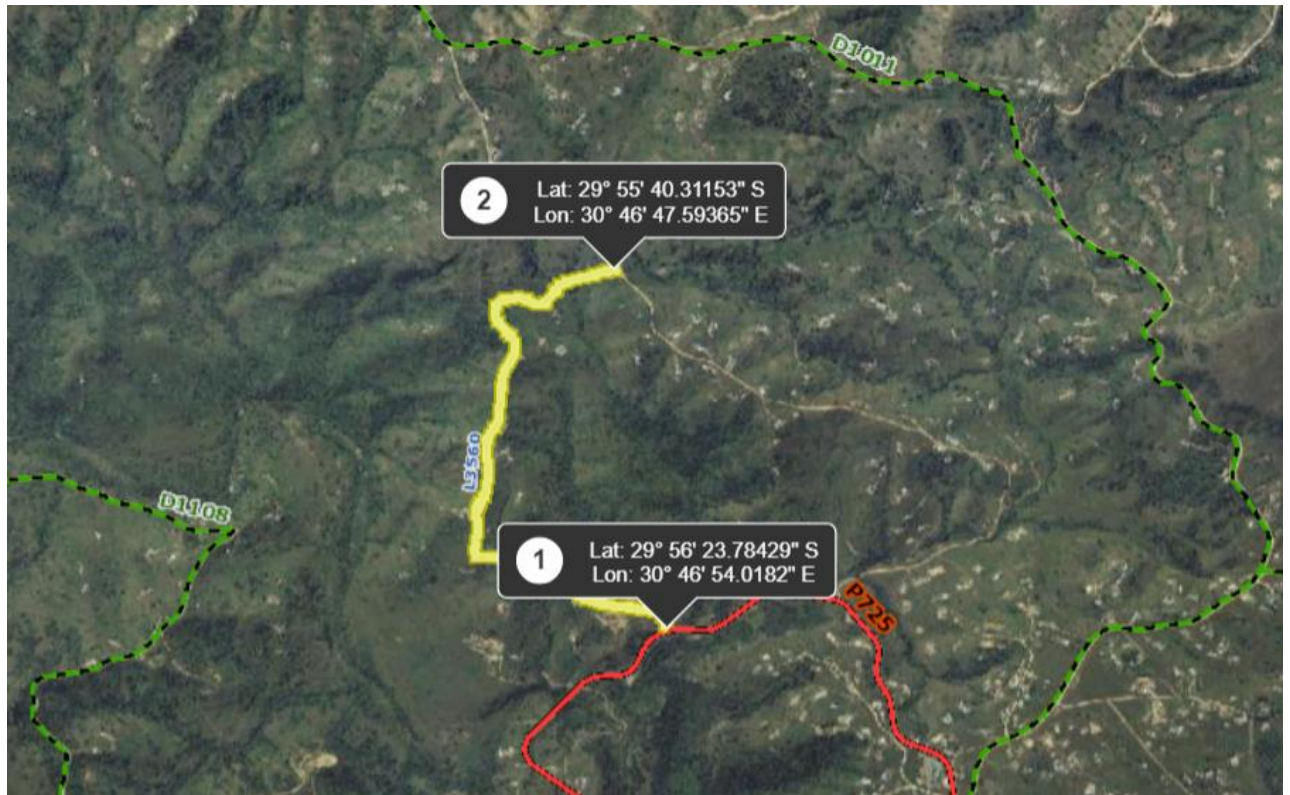 D1011
2
Lat: 29° 55' 40.31153" S
Lon: 30° 46' 47.59365" E
L3560
D1108
1
Lat: 29° 56' 23.78429" S
Lon: 30° 46' 54.0182" E
P725